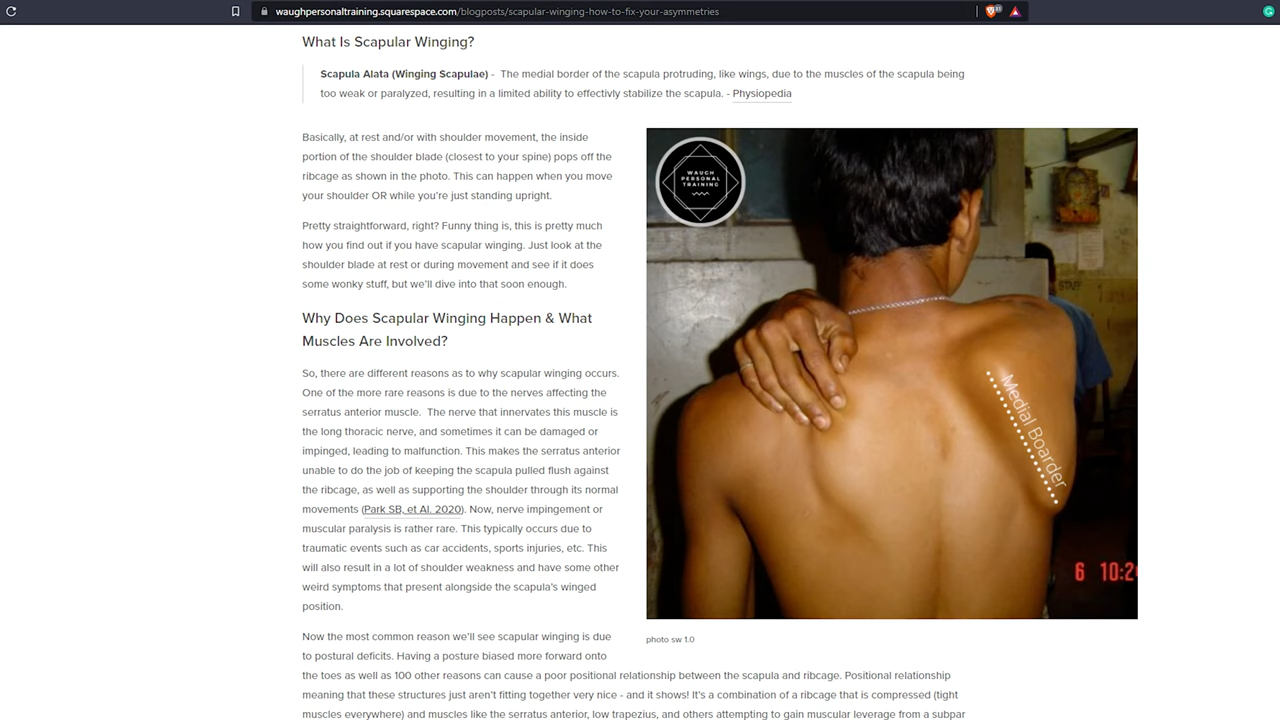 waughpersonaltraining.squarespace.com/blogposts/scapular-winging-how-to-fix-your-asymmetries
What Is Scapular Winging?
Scapula Alata (Winging Scapulae) - The medial border of the scapula protruding, like wings, due to the muscles of the scapula being
too weak or paralyzed, resulting in a limited ability to effectivly stabilize the scapula. - Physiopedia
Basically, at rest and/or with shoulder movement, the inside
portion of the shoulder blade (closest to your spine) pops off the
ribcage as shown in the photo. This can happen when you move
your shoulder OR while you're just standing upright.
Pretty straightforward, right? Funny thing is, this is pretty much
how you find out if you have scapular winging. Just look at the
shoulder blade at rest or during movement and see if it does
some wonky stuff, but we'll dive into that soon enough.
Why Does Scapular Winging Happen & What
Muscles Are Involved?
So, there are different reasons as to why scapular winging occurs.
One of the more rare reasons is due to the nerves affecting the
serratus anterior muscle. The nerve that innervates this muscle is
the long thoracic nerve, and sometimes it can be damaged or
impinged, leading to malfunction. This makes the serratus anterior
unable to do the job of keeping the scapula pulled flush against
the ribcage, as well as supporting the shoulder through its normal
movements (Park SB, et Al. 2020). Now, nerve impingement or
muscular paralysis is rather rare. This typically occurs due to
traumatic events such as car accidents, sports injuries, etc. This
will also result in a lot of shoulder weakness and have some other
weird symptoms that present alongside the scapula's winged
position.
Now the most common reason we'll see scapular winging is due
to postural deficits. Having a posture biased more forward onto
the toes as well as 100 other reasons can cause a poor positional relationship between the scapula and ribcage. Positional relationship
meaning that these structures just aren't fitting together very nice - and it shows! It's a combination of a ribcage that is compressed (tight
muscles everywhere) and muscles like the serratus anterior, low trapezius, and others attempting to gain muscular leverage from a subpar
WAUGH
PERSONAL
TRAINING
STAFF
Medial Boarder
6 10:2
photo sw 1.0